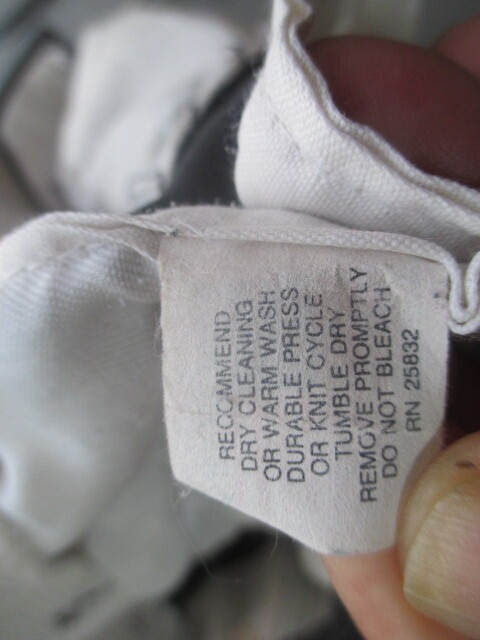 RECOMMEND
DRY CLEANING
OR WARM WASH
DURABLE PRESS
OR KNIT CYCLE
TUMBLE DRY
REMOVE PROMPTLY
DO NOT BLEACH
RN 25832